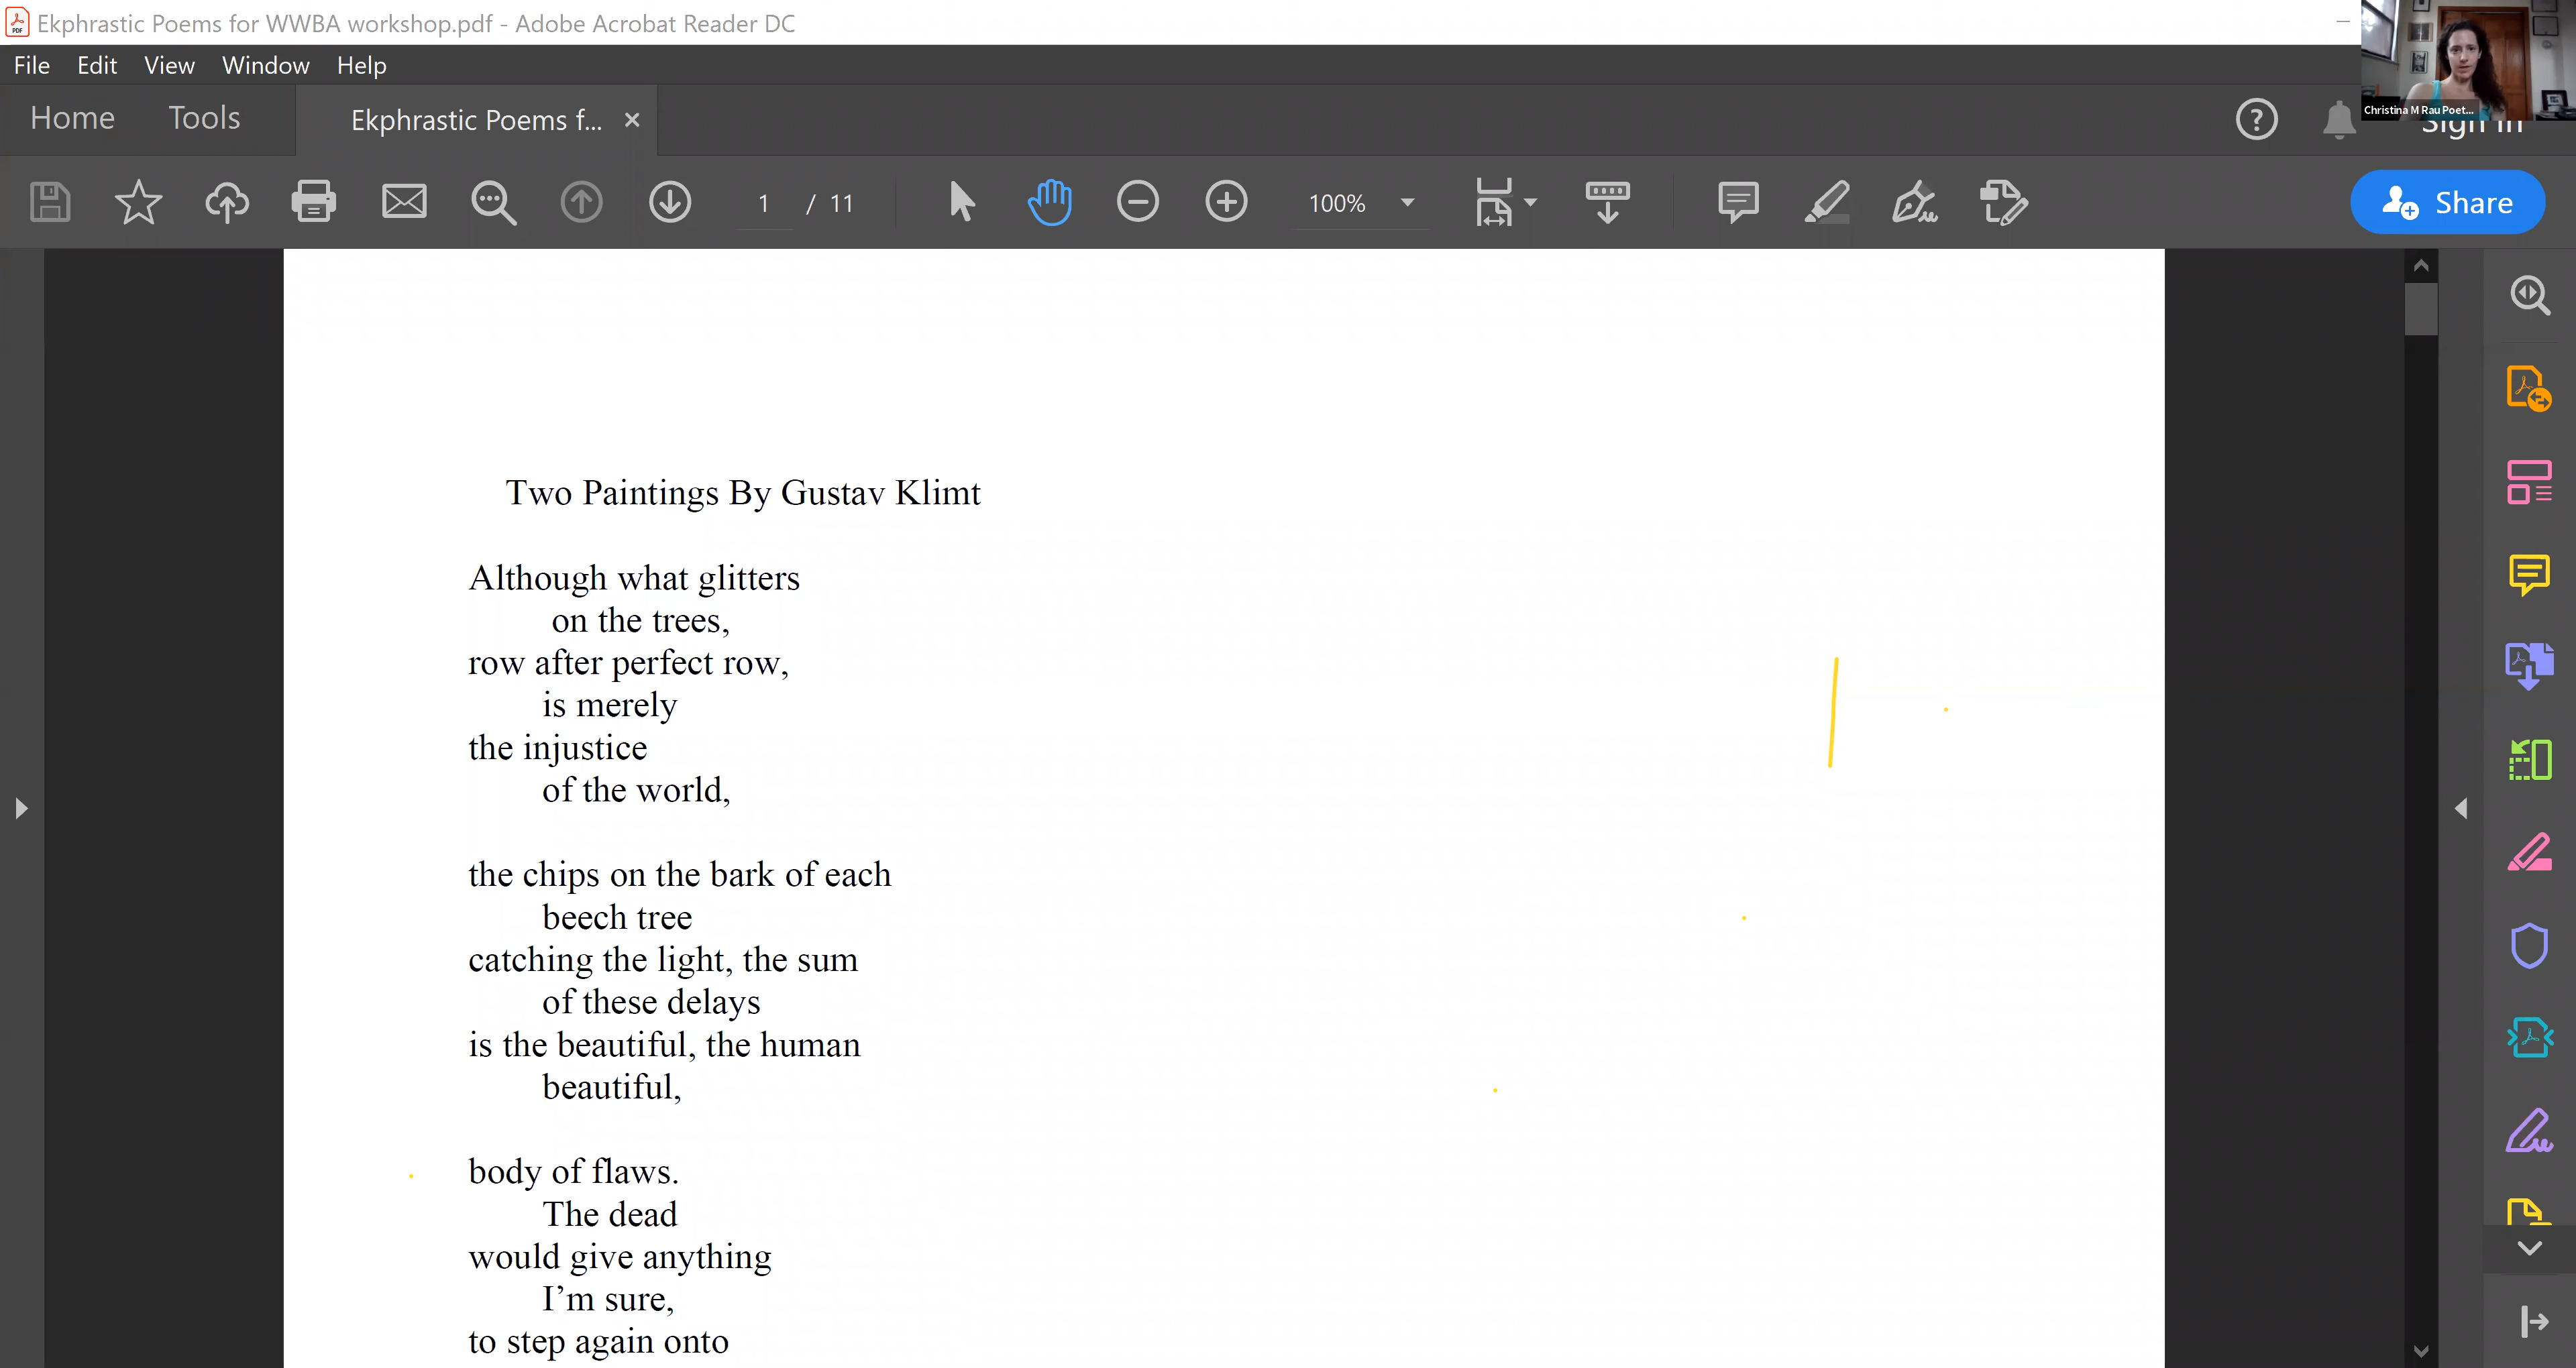 Ekphrastic Poems for WWBA workshop.pdf - Adobe Acrobat Reader DC
File Edit View Window Help
Christina M Rau Poet...
Home Tools Ekphrastic Poems f... Sign In
1 / 11 100% Share
Two Paintings By Gustav Klimt
Although what glitters
on the trees,
row after perfect row,
is merely
the injustice
of the world,
the chips on the bark of each
beech tree
catching the light, the sum
of these delays
is the beautiful, the human
beautiful,
body of flaws.
The dead
would give anything
I'm sure,
to step again onto